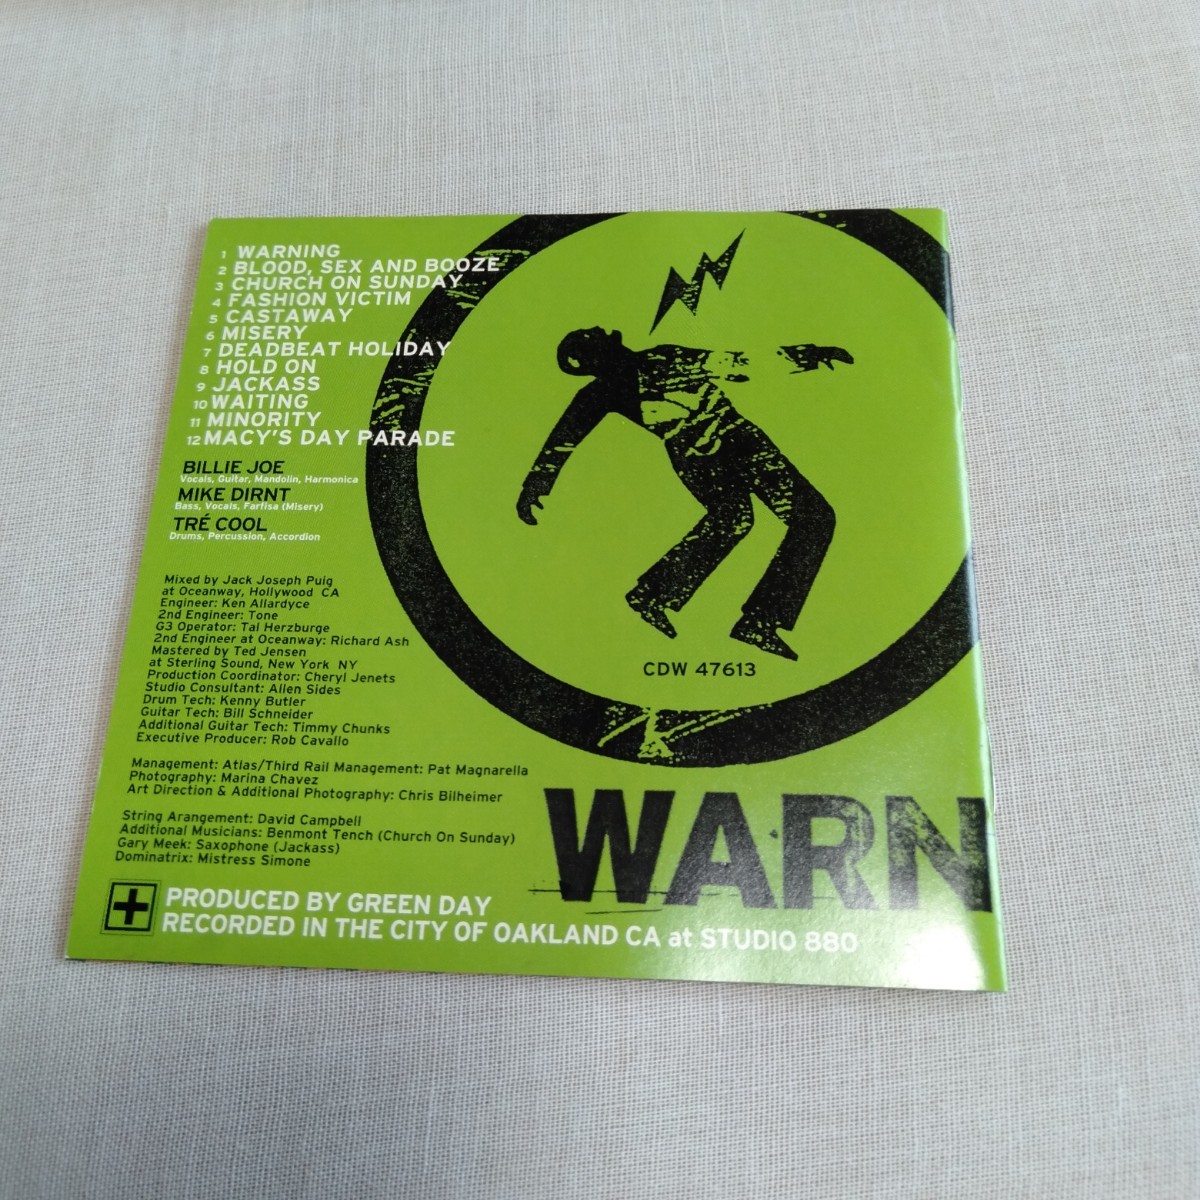 1 WARNING
2 BLOOD, SEX AND BOOZE
3 CHURCH ON SUNDAY
4 FASHION VICTIM
5 CASTAWAY
6 MISERY
7 DEADBEAT HOLIDAY
8 HOLD ON
9 JACKASS
10 WAITING
11 MINORITY
12 MACY'S DAY PARADE
BILLIE JOE
Vocals, Guitar, Mandolin, Harmonica
MIKE DIRNT
Bass, Vocals, Farfisa (Misery)
TRÉ COOL
Drums, Percussion, Accordion
Mixed by Jack Joseph Puig
at Oceanway, Hollywood CA
Engineer: Ken Allardyce
2nd Engineer: Tone
G3 Operator: Tal Herzburge
2nd Engineer at Oceanway: Richard Ash
Mastered by Ted Jensen
at Sterling Sound, New York NY
Production Coordinator: Cheryl Jenets
Studio Consultant: Allen Sides
Drum Tech: Kenny Butler
Guitar Tech: Bill Schneider
Additional Guitar Tech: Timmy Chunks
Executive Producer: Rob Cavallo
Management: Atlas/Third Rail Management: Pat Magnarella
Photography: Marina Chavez
Art Direction & Additional Photography: Chris Bilheimer
String Arangement: David Campbell
Additional Musicians: Benmont Tench (Church On Sunday)
Gary Meek: Saxophone (Jackass)
Dominatrix: Mistress Simone
PRODUCED BY GREEN DAY
RECORDED IN THE CITY OF OAKLAND CA at STUDIO 880
CDW 47613
WARN